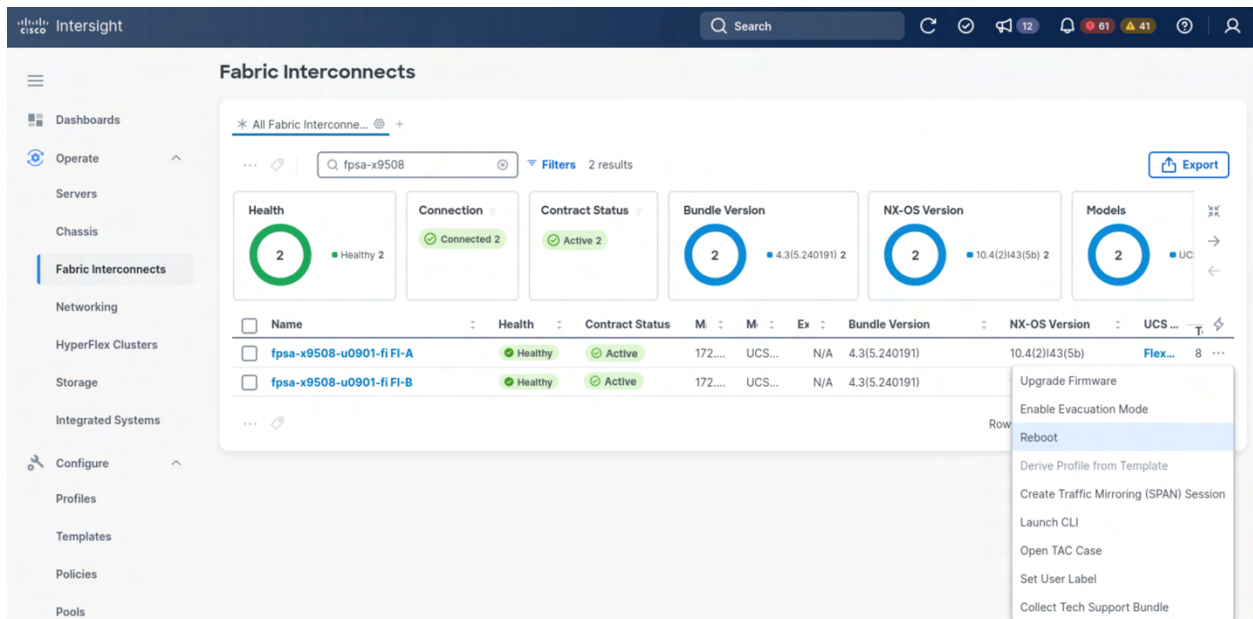 cisco Intersight
Search
12
61
41
Fabric Interconnects
Dashboards
Operate
Servers
Chassis
Fabric Interconnects
Networking
HyperFlex Clusters
Storage
Integrated Systems
Configure
Profiles
Templates
Policies
Pools
All Fabric Interconne...
fpsa-x9508
Filters
2 results
Export
Health
2
Healthy 2
Connection
Connected 2
Contract Status
Active 2
Bundle Version
2
4.3(5.240191) 2
NX-OS Version
2
10.4(2)I43(5b) 2
Models
2
UC
Name Health Contract Status M M Ex Bundle Version NX-OS Version UCS ... T
fpsa-x9508-u0901-fi FI-A Healthy Active 172.... UCS... N/A 4.3(5.240191) 10.4(2)I43(5b) Flex... 8 ...
fpsa-x9508-u0901-fi FI-B Healthy Active 172.... UCS... N/A 4.3(5.240191)
Row
Upgrade Firmware
Enable Evacuation Mode
Reboot
Derive Profile from Template
Create Traffic Mirroring (SPAN) Session
Launch CLI
Open TAC Case
Set User Label
Collect Tech Support Bundle